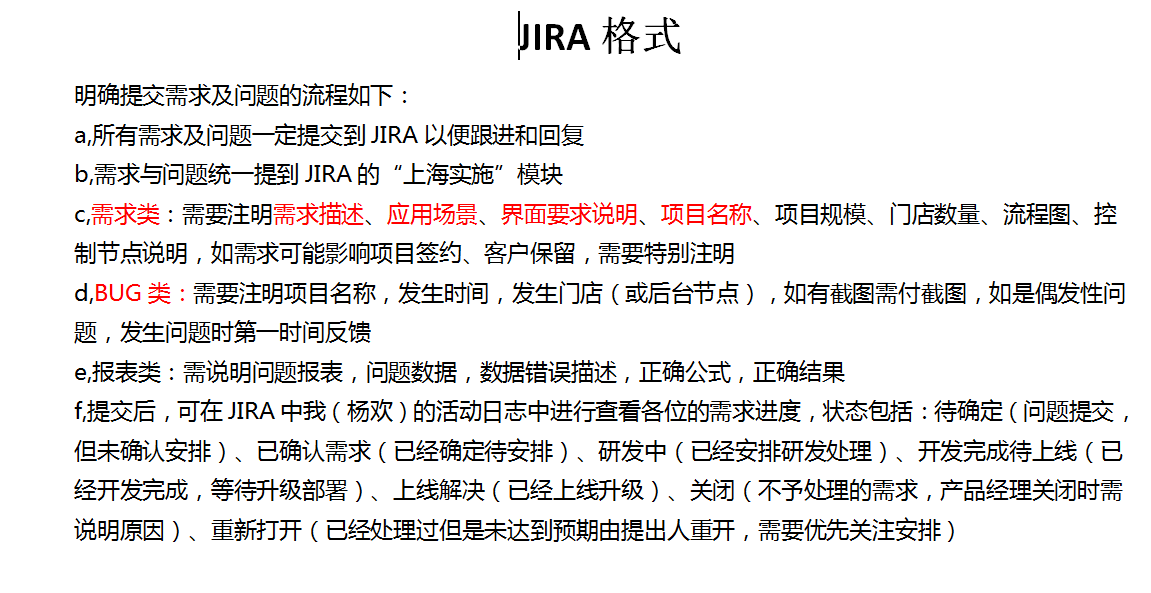 JIRA 格式
明确提交需求及问题的流程如下：
a,所有需求及问题一定提交到 JIRA 以便跟进和回复
b,需求与问题统一提到 JIRA 的“上海实施”模块
c,需求类：需要注明需求描述、应用场景、界面要求说明、项目名称、项目规模、门店数量、流程图、控
制节点说明，如需求可能影响项目签约、客户保留，需要特别注明
d,BUG 类：需要注明项目名称，发生时间，发生门店（或后台节点），如有截图需付截图，如是偶发性问
题，发生问题时第一时间反馈
e,报表类：需说明问题报表，问题数据，数据错误描述，正确公式，正确结果
f,提交后，可在 JIRA 中我（杨欢）的活动日志中进行查看各位的需求进度，状态包括：待确定（问题提交，
但未确认安排）、已确认需求（已经确定待安排）、研发中（已经安排研发处理）、开发完成待上线（已
经开发完成，等待升级部署）、上线解决（已经上线升级）、关闭（不予处理的需求，产品经理关闭时需
说明原因）、重新打开（已经处理过但是未达到预期由提出人重开，需要优先关注安排）